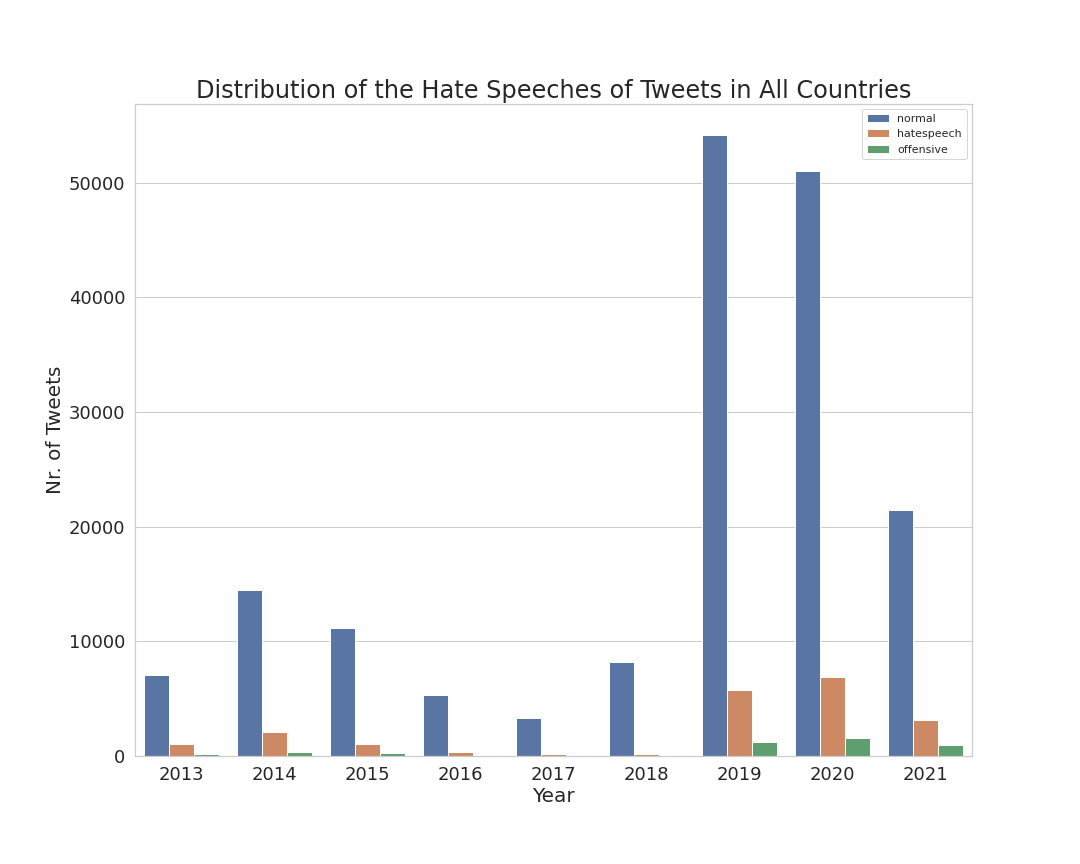 Distribution of the Hate Speeches of Tweets in All Countries
normal
hatespeech
offensive
Nr. of Tweets
50000
40000
30000
20000
10000
0
2013 2014 2015 2016 2017 2018 2019 2020 2021
Year